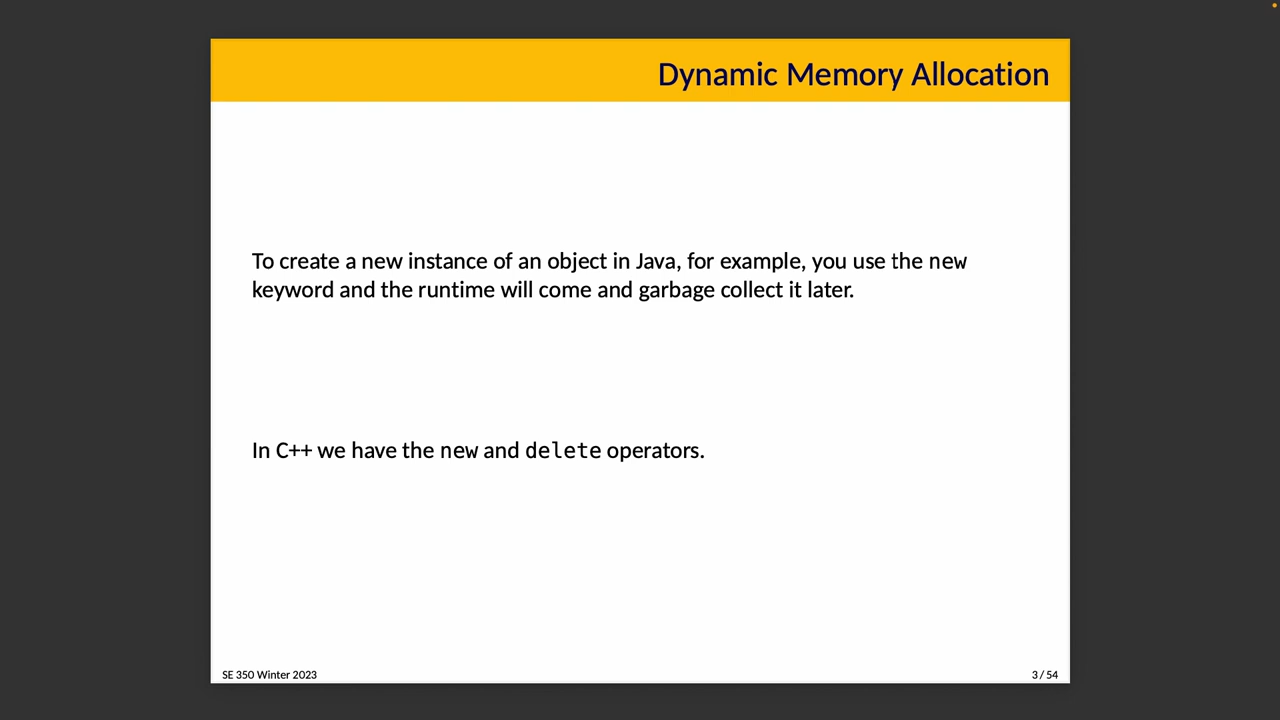 Dynamic Memory Allocation
To create a new instance of an object in Java, for example, you use the new
keyword and the runtime will come and garbage collect it later.
In C++ we have the new and delete operators.
SE 350 Winter 2023
3 / 54